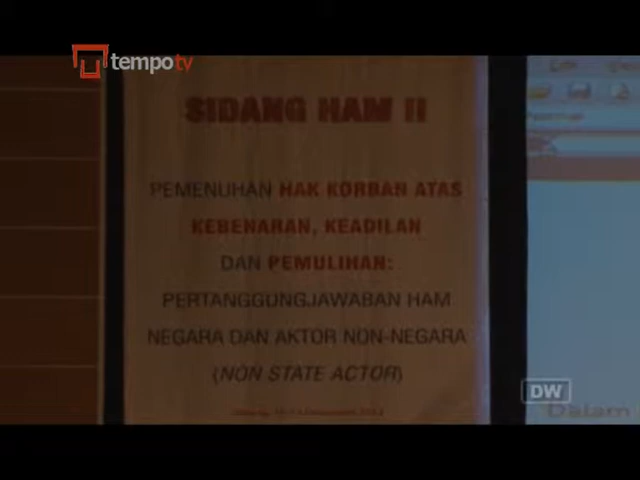 tempotv
SIDANG HAM II
PEMENUHAN HAK KORBAN ATAS
KEBENARAN, KEADILAN
DAN PEMULIHAN:
PERTANGGUNGJAWABAN HAM
NEGARA DAN AKTOR NON-NEGARA
(NON STATE ACTOR)
DW
Dalam